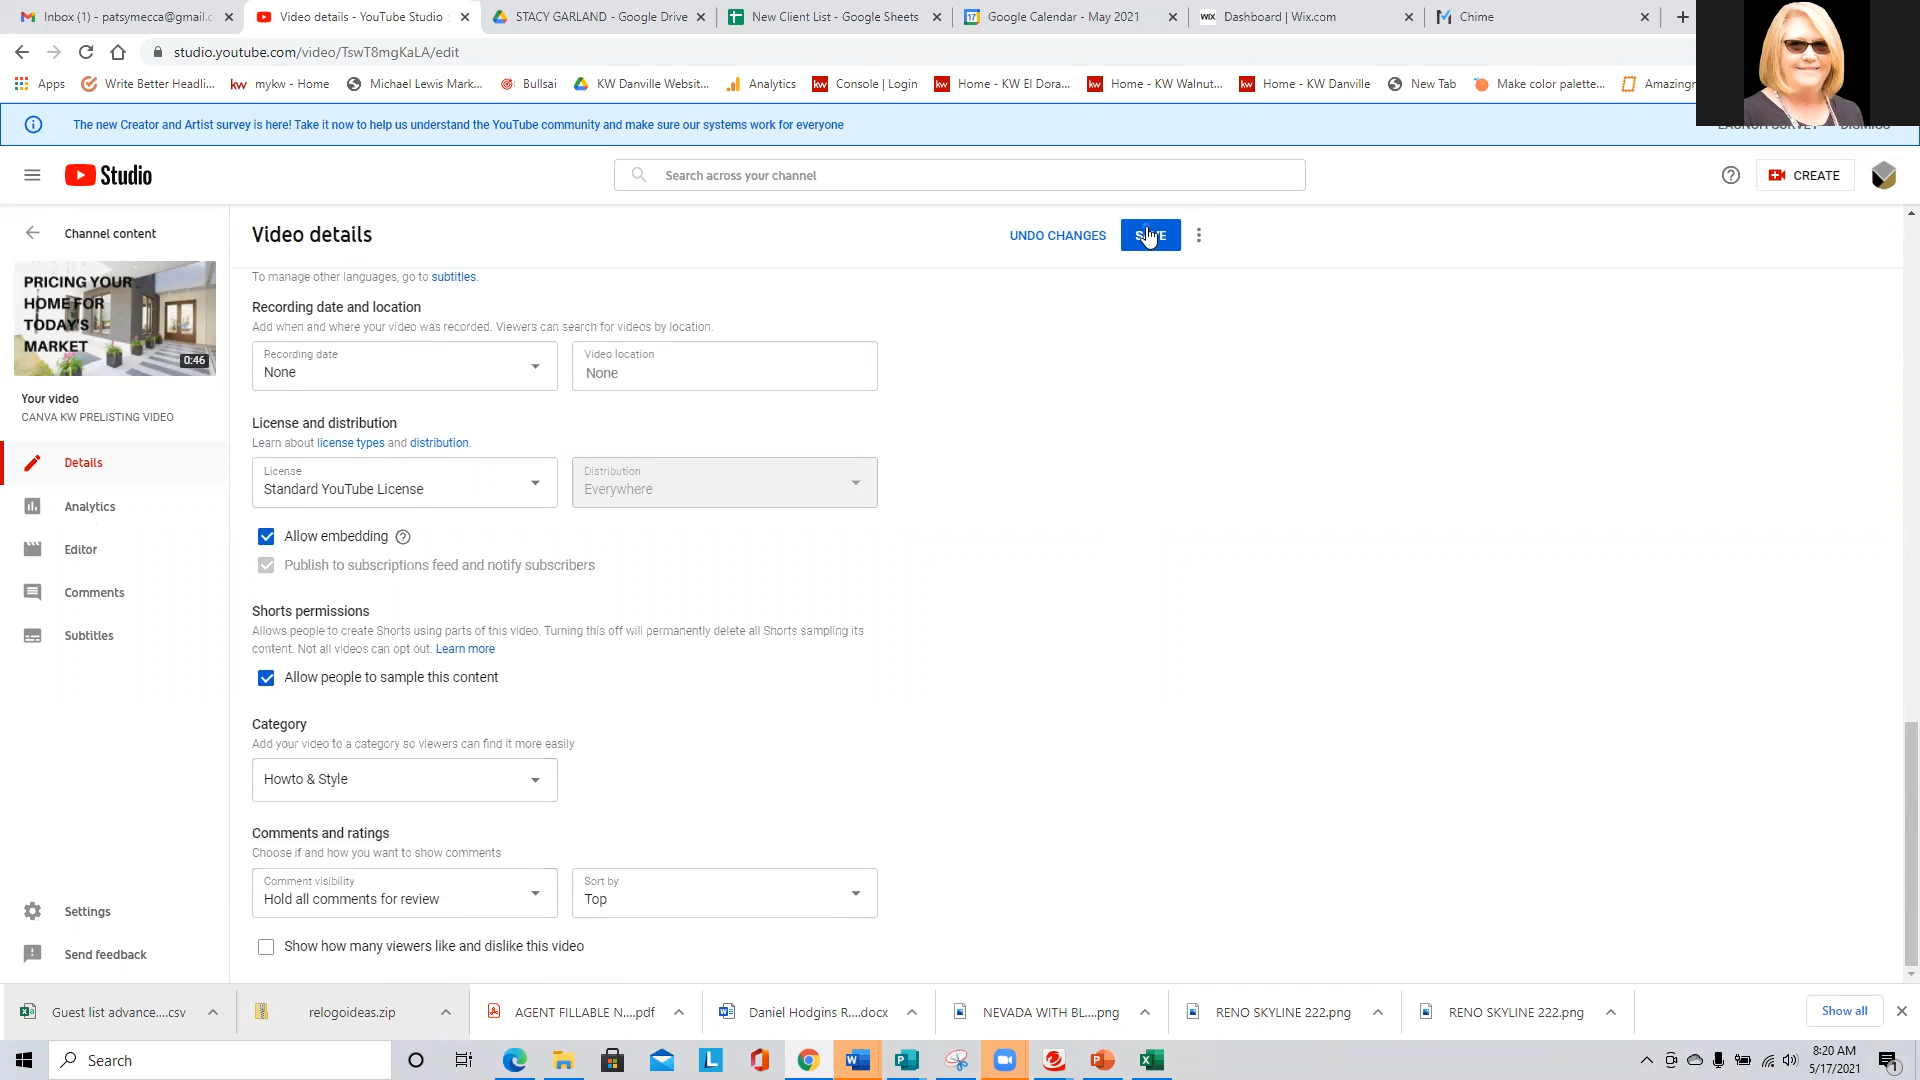 Inbox (1) - patsymecca@gmail.c
Video details - YouTube Studio
STACY GARLAND - Google Drive
New Client List - Google Sheets
Google Calendar - May 2021
Dashboard | Wix.com
Chime
studio.youtube.com/video/TswT8mgKaLA/edit
Apps
Write Better Headli...
kw mykw - Home
Michael Lewis Mark...
Bullsai
KW Danville Websit...
Analytics
kw Console | Login
kw Home - KW El Dora...
kw Home - KW Walnut...
kw Home - KW Danville
New Tab
Make color palette...
Amazing
The new Creator and Artist survey is here! Take it now to help us understand the YouTube community and make sure our systems work for everyone
LAUNCH SURVEY
DISMISS
Studio
Search across your channel
CREATE
Channel content
Video details
UNDO CHANGES
PRICING YOUR
HOME FOR
TODAY'S
MARKET
0:46
Your video
CANVA KW PRELISTING VIDEO
Details
Analytics
Editor
Comments
Subtitles
Settings
Send feedback
To manage other languages, go to subtitles.
Recording date and location
Add when and where your video was recorded. Viewers can search for videos by location.
Recording date
None
Video location
None
License and distribution
Learn about license types and distribution.
License
Standard YouTube License
Distribution
Everywhere
Allow embedding
Publish to subscriptions feed and notify subscribers
Shorts permissions
Allows people to create Shorts using parts of this video. Turning this off will permanently delete all Shorts sampling its
content. Not all videos can opt out. Learn more
Allow people to sample this content
Category
Add your video to a category so viewers can find it more easily
Howto & Style
Comments and ratings
Choose if and how you want to show comments
Comment visibility
Hold all comments for review
Sort by
Top
Show how many viewers like and dislike this video
Guest list advance....csv
relogoideas.zip
AGENT FILLABLE N....pdf
Daniel Hodgins R....docx
NEVADA WITH BL....png
RENO SKYLINE 222.png
RENO SKYLINE 222.png
Show all
Search
8:20 AM
5/17/2021